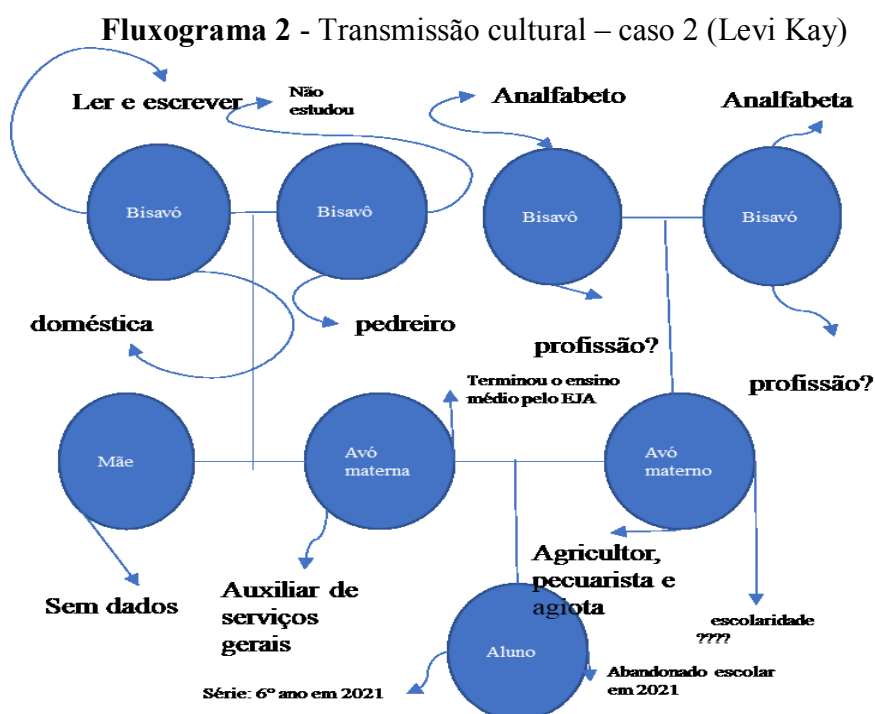 Fluxograma 2 - Transmissão cultural – caso 2 (Levi Kay)
Ler e escrever
Não
estudou
Analfabeto
Analfabeta
Bisavó
Bisavô
Bisavô
Bisavó
doméstica
pedreiro
profissão?
profissão?
Terminou o ensino
médio pelo EJA
Mãe
Avó
materna
Avó
materno
Sem dados
Auxiliar de
serviços
gerais
Agricultor,
pecuarista e
agiota
escolaridade
????
Aluno
Série: 6º ano em 2021
Abandonado escolar
em 2021